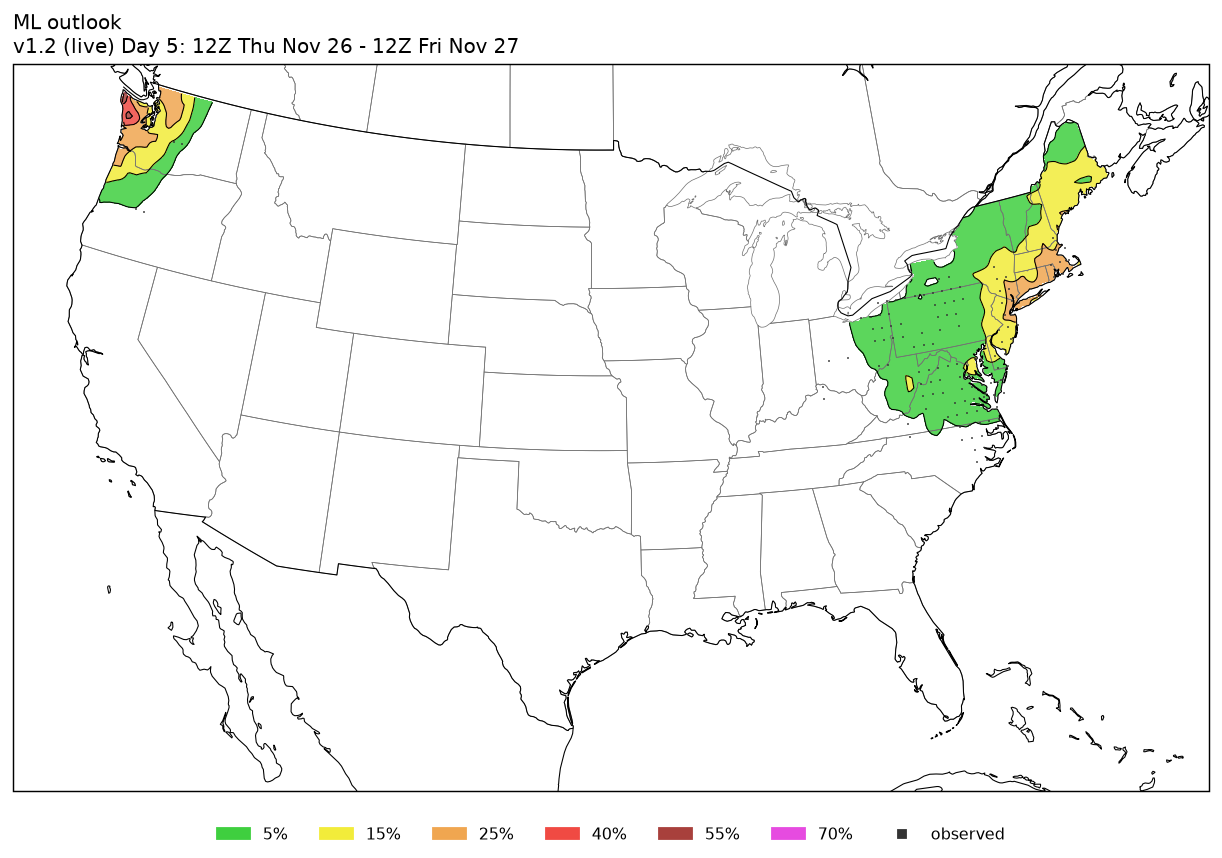 ML outlook
v1.2 (live) Day 5: 12Z Thu Nov 26 - 12Z Fri Nov 27
5% 15% 25% 40% 55% 70% observed